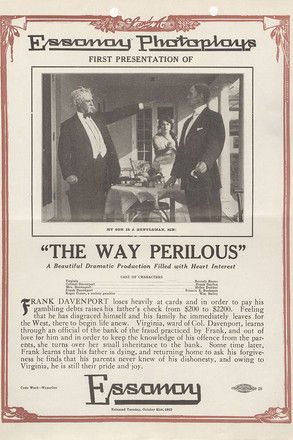 Essanay Photoplays
FIRST PRESENTATION OF
MY SON IS A GENTLEMAN, SIR!
"THE WAY PERILOUS"
A Beautiful Dramatic Production Filled with Heart Interest
CAST OF CHARACTERS
Virginia
Colonel Davenport
Mrs. Davenport
Frank Davenport
FRANK DAVENPORT loses heavily at cards and in order to pay his
gambling debts raises his father's check from $200 to $2200. Feeling
that he has disgraced himself and his family he immediately leaves for
the West, there to begin life anew. Virginia, ward of Col. Davenport, learns
through an official of the bank of the fraud practiced by Frank, and out of
love for him and in order to keep the knowledge of his offence from the par-
ents, she turns over her small inheritance to the bank. Some time later,
Frank learns that his father is dying, and returning home to ask his forgive-
ness he finds that his parents never knew of his dishonesty, and owing to
Virginia, he is still their pride and joy.
Essanay
Released Tuesday, October 21st, 1913